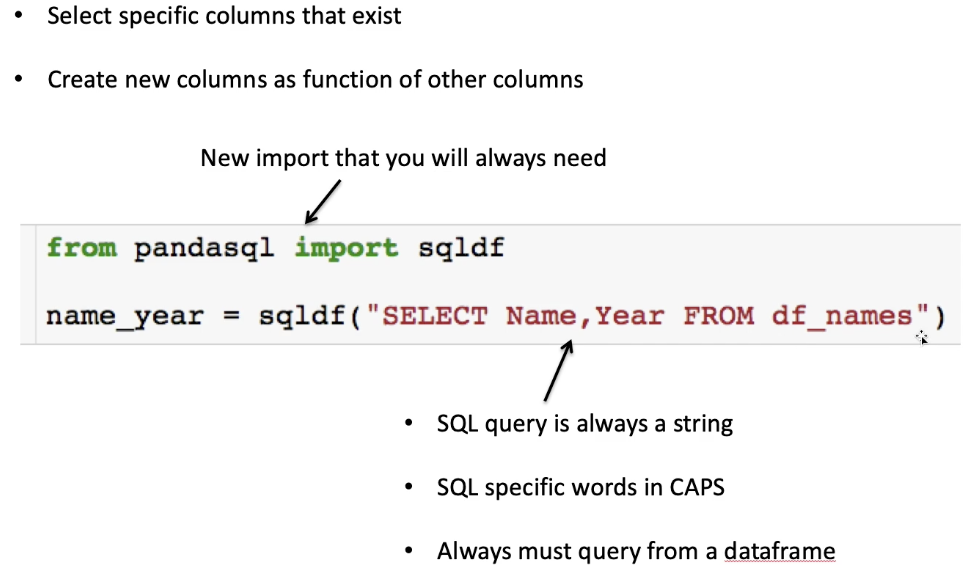 • Select specific columns that exist
• Create new columns as function of other columns
New import that you will always need
from pandasql import sqldf
name_year = sqldf("SELECT Name,Year FROM df_names")
• SQL query is always a string
• SQL specific words in CAPS
• Always must query from a dataframe